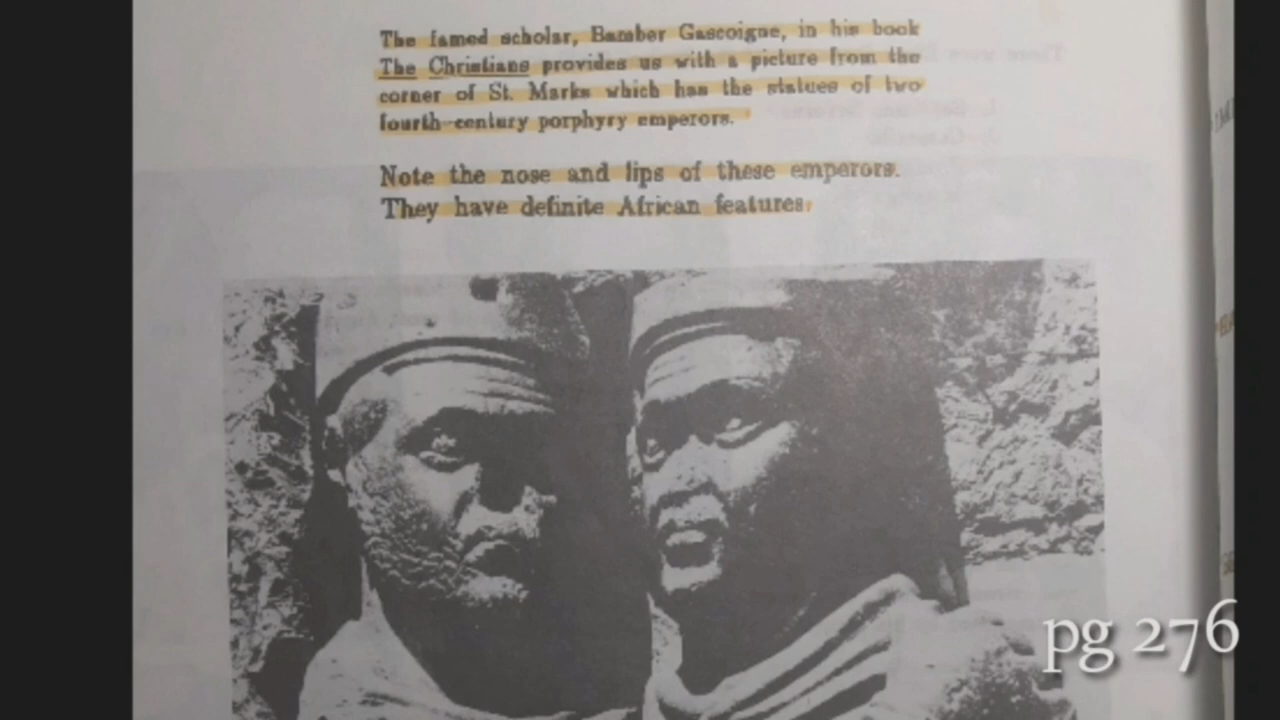 The famed scholar, Bamber Gascoigne, in his book
The Christians provides us with a picture from the
corner of St. Marks which has the statues of two
fourth-century porphyry emperors.
Note the nose and lips of these emperors.
They have definite African features.
pg 276